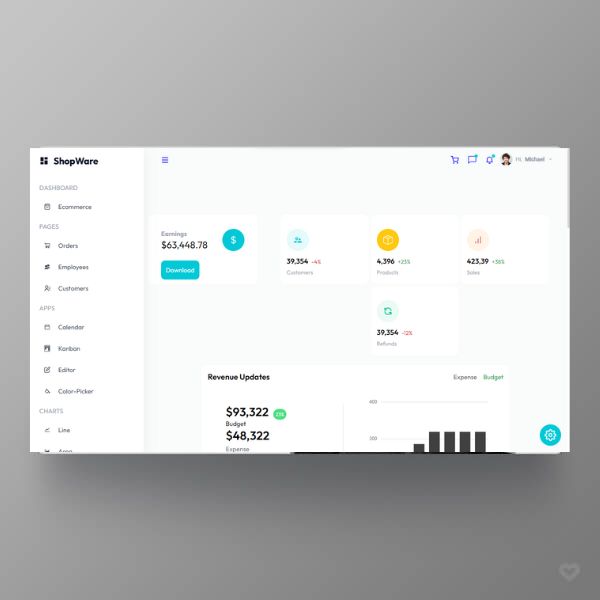 ShopWare
Hi, Michael
DASHBOARD
Ecommerce
PAGES
Orders
Employees
Customers
APPS
Calendar
Kanban
Editor
Color-Picker
CHARTS
Line
Area
Earnings
$63,448.78
$
Download
39,354 -4%
Customers
4,396 +23%
Products
423,39 +38%
Sales
39,354 -12%
Refunds
Revenue Updates
Expense Budget
$93,322 23%
Budget
$48,322
Expense
400
300